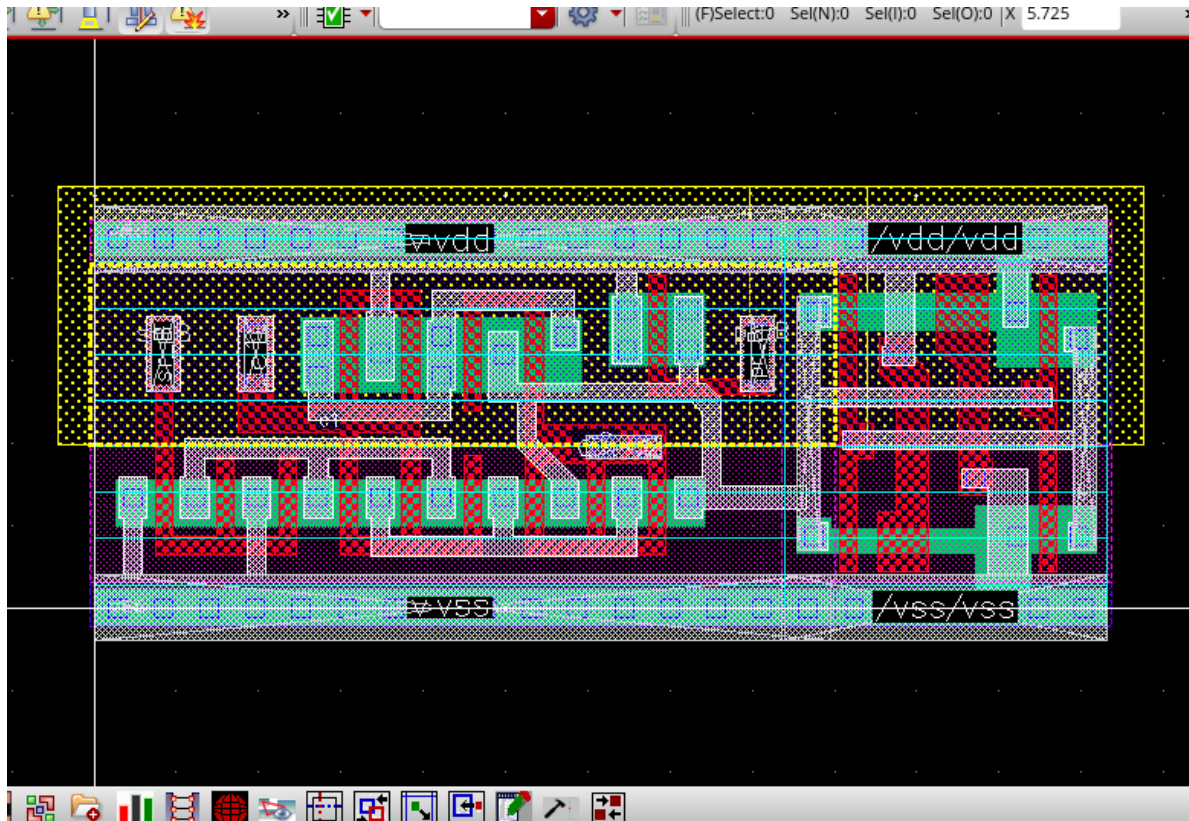 » (F)Select:0 Sel(N):0 Sel(I):0 Sel(O):0 X 5.725
vdd /vdd/vdd
vss /vss/vss